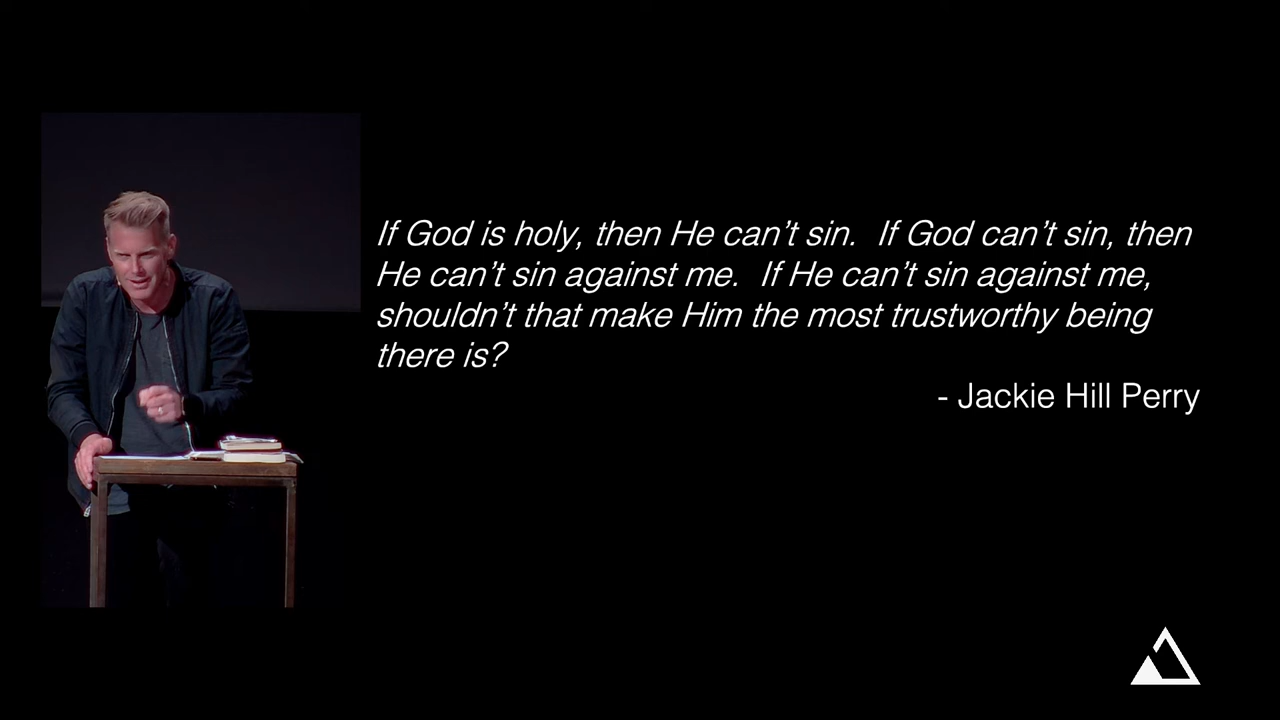 If God is holy, then He can't sin.  If God can't sin, then
He can't sin against me.  If He can't sin against me,
shouldn't that make Him the most trustworthy being
there is?
- Jackie Hill Perry